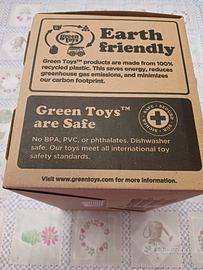 green
toys
Earth
friendly
Green Toys™ products are made from 100%
recycled plastic. This saves energy, reduces
greenhouse gas emissions, and minimizes
our carbon footprint.
Green Toys™
are Safe
No BPA, PVC, or phthalates. Dishwasher
safe. Our toys meet all international toy
safety standards.
Visit www.greentoys.com for more information.